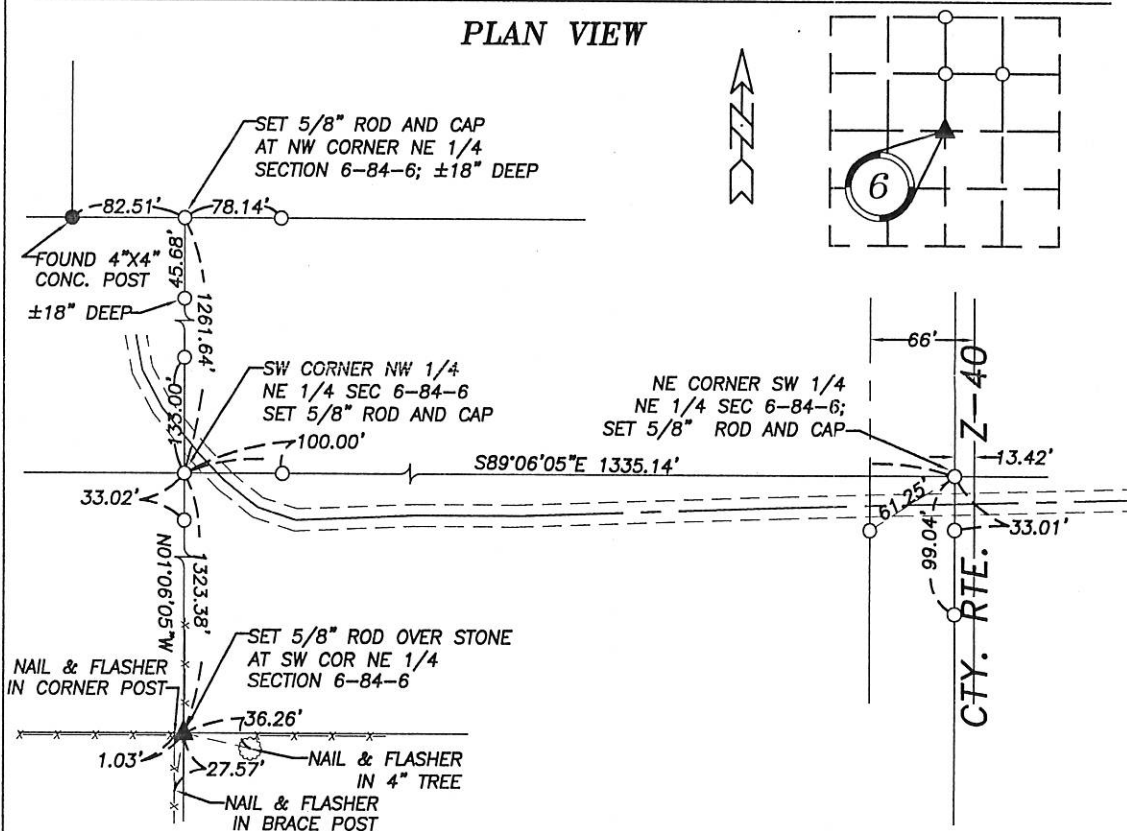 PLAN VIEW
N
6
SET 5/8" ROD AND CAP
AT NW CORNER NE 1/4
SECTION 6-84-6; ±18" DEEP
82.51'
78.14'
FOUND 4"X4"
CONC. POST
45.68'
±18" DEEP
1261.64'
133.00'
SW CORNER NW 1/4
NE 1/4 SEC 6-84-6
SET 5/8" ROD AND CAP
100.00'
S89°06'05"E 1335.14'
33.02'
N01°06'05"W
1323.38'
66'
NE CORNER SW 1/4
NE 1/4 SEC 6-84-6;
SET 5/8" ROD AND CAP
13.42'
61.25'
99.04'
33.01'
CTY. RTE. Z-40
SET 5/8" ROD OVER STONE
AT SW COR NE 1/4
SECTION 6-84-6
NAIL & FLASHER
IN CORNER POST
36.26'
1.03'
27.57'
NAIL & FLASHER
IN 4" TREE
NAIL & FLASHER
IN BRACE POST